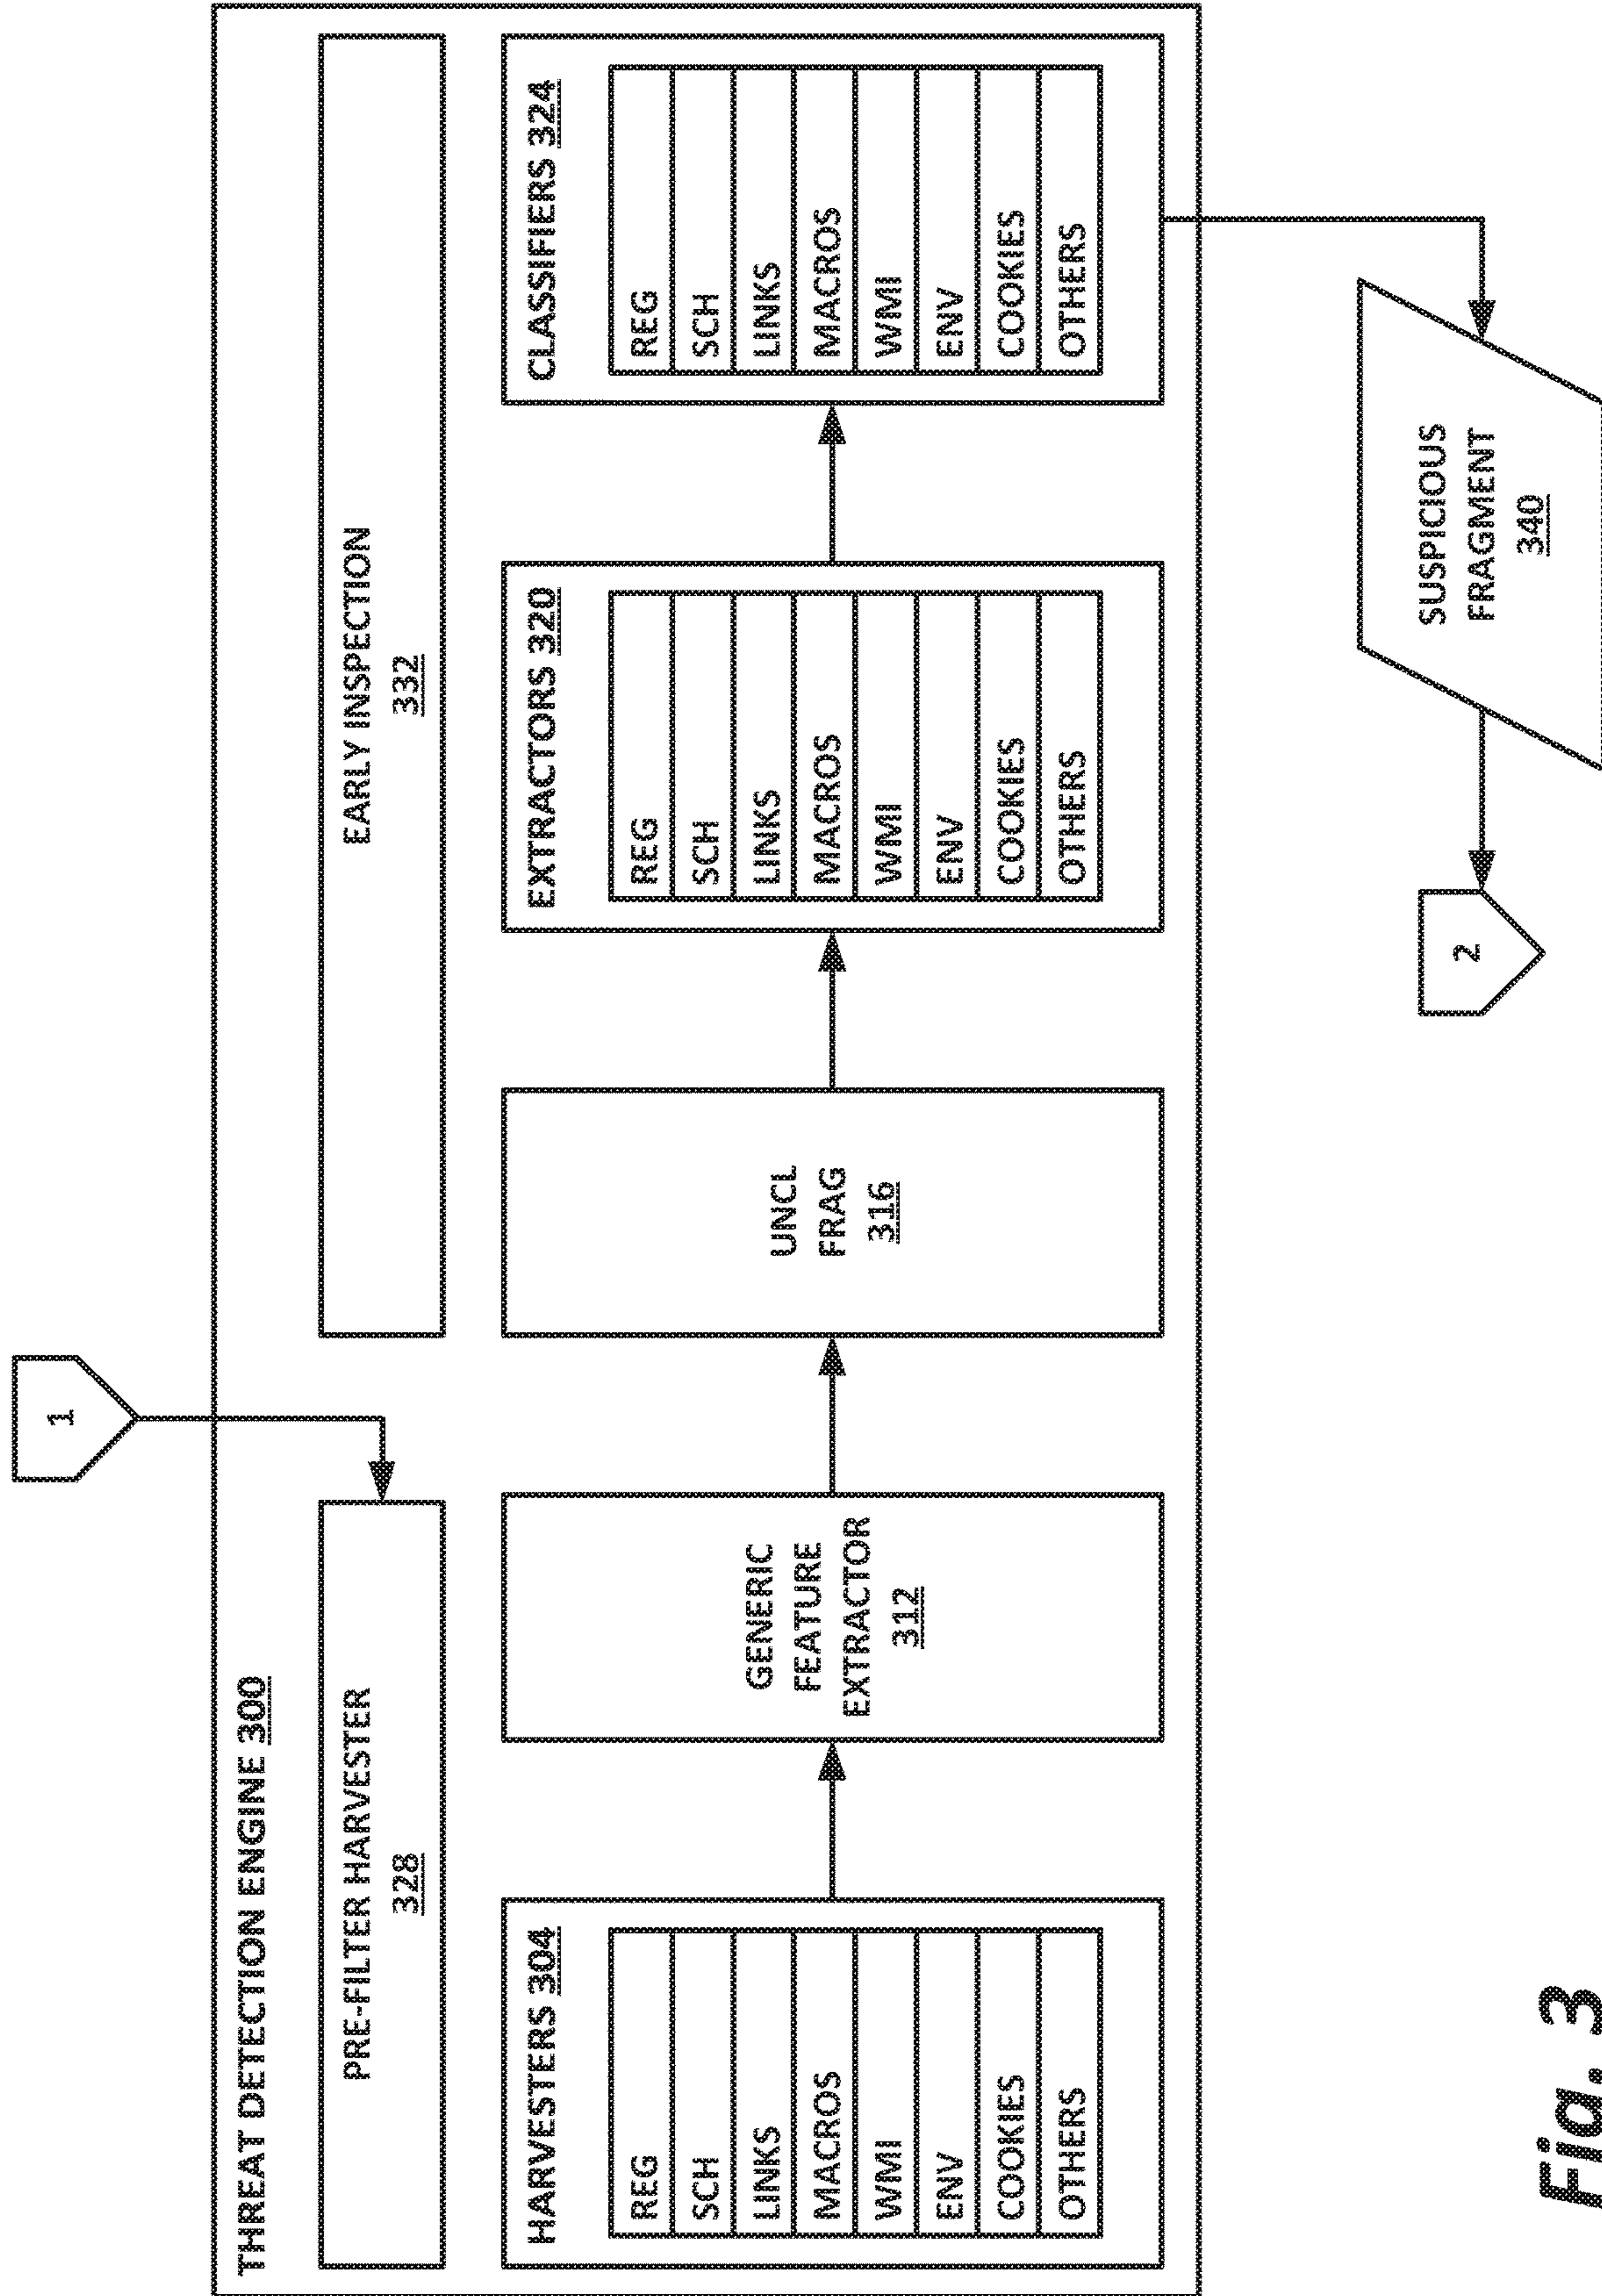 1
THREAT DETECTION ENGINE 300
PRE-FILTER HARVESTER
328
EARLY INSPECTION
332
HARVESTERS 304
REG
SCH
LINKS
MACROS
WMI
ENV
COOKIES
OTHERS
GENERIC
FEATURE
EXTRACTOR
312
UNCL
FRAG
316
EXTRACTORS 320
REG
SCH
LINKS
MACROS
WMI
ENV
COOKIES
OTHERS
CLASSIFIERS 324
REG
SCH
LINKS
MACROS
WMI
ENV
COOKIES
OTHERS
2
SUSPICIOUS
FRAGMENT
340
Fig. 3